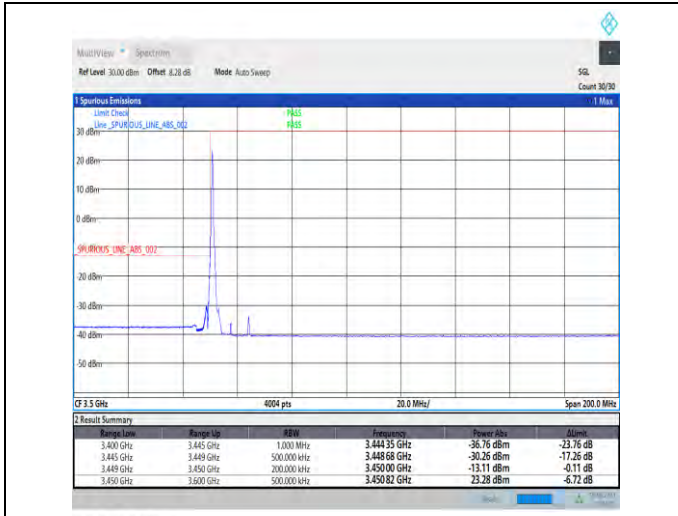 MultiView Spectrum
Ref Level 30.00 dBm Offset 8.28 dB Mode Auto Sweep SGL
Count 30/30
1 Spurious Emissions 1 Max
Limit Check PASS
Line _SPURIOUS_LINE_ABS_002 PASS
30 dBm
20 dBm
10 dBm
0 dBm
_SPURIOUS_LINE_ABS_002
-20 dBm
-30 dBm
-40 dBm
-50 dBm
CF 3.5 GHz 4004 pts 20.0 MHz/ Span 200.0 MHz
2 Result Summary
Range Low Range Up RBW Frequency Power Abs ΔLimit
3.400 GHz 3.445 GHz 1.000 MHz 3.444 35 GHz -36.76 dBm -23.76 dB
3.445 GHz 3.449 GHz 500.000 kHz 3.448 68 GHz -30.26 dBm -17.26 dB
3.449 GHz 3.450 GHz 200.000 kHz 3.450 00 GHz -13.11 dBm -0.11 dB
3.450 GHz 3.600 GHz 500.000 kHz 3.450 82 GHz 23.28 dBm -6.72 dB
Ready